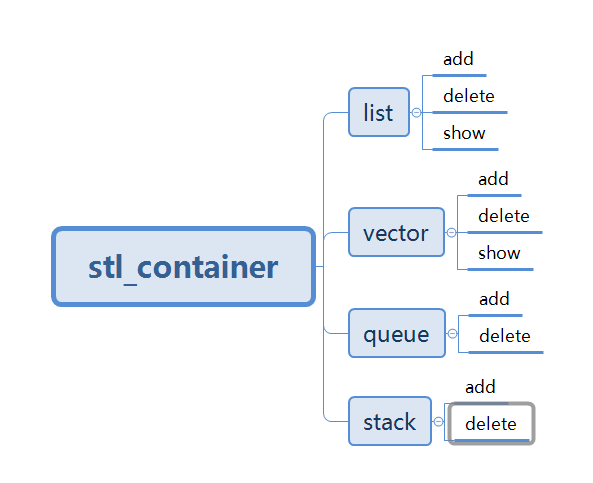 stl_container
list
add
delete
show
vector
add
delete
show
queue
add
delete
stack
add
delete